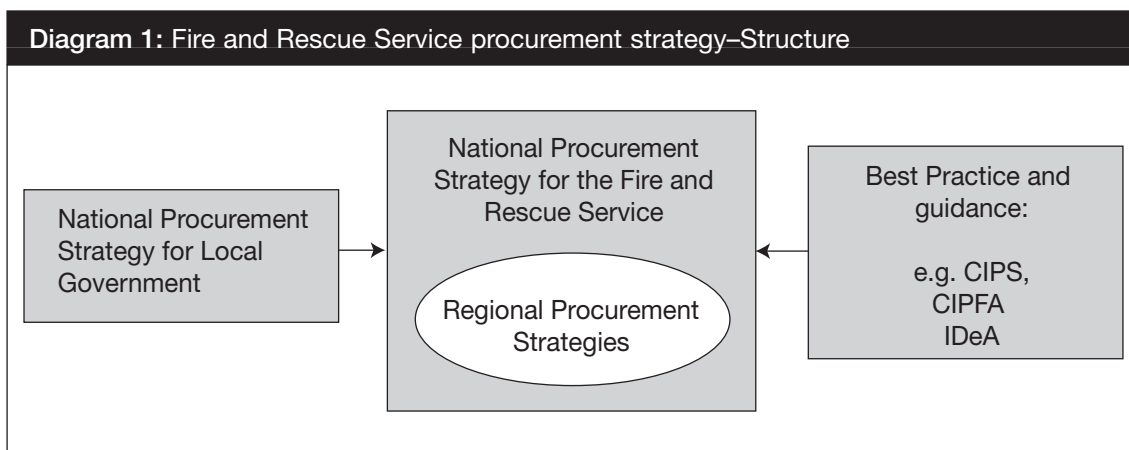 Diagram 1: Fire and Rescue Service procurement strategy–Structure
National Procurement
Strategy for Local
Government
National Procurement
Strategy for the Fire and
Rescue Service
Regional Procurement
Strategies
Best Practice and
guidance:
e.g. CIPS,
CIPFA
IDeA